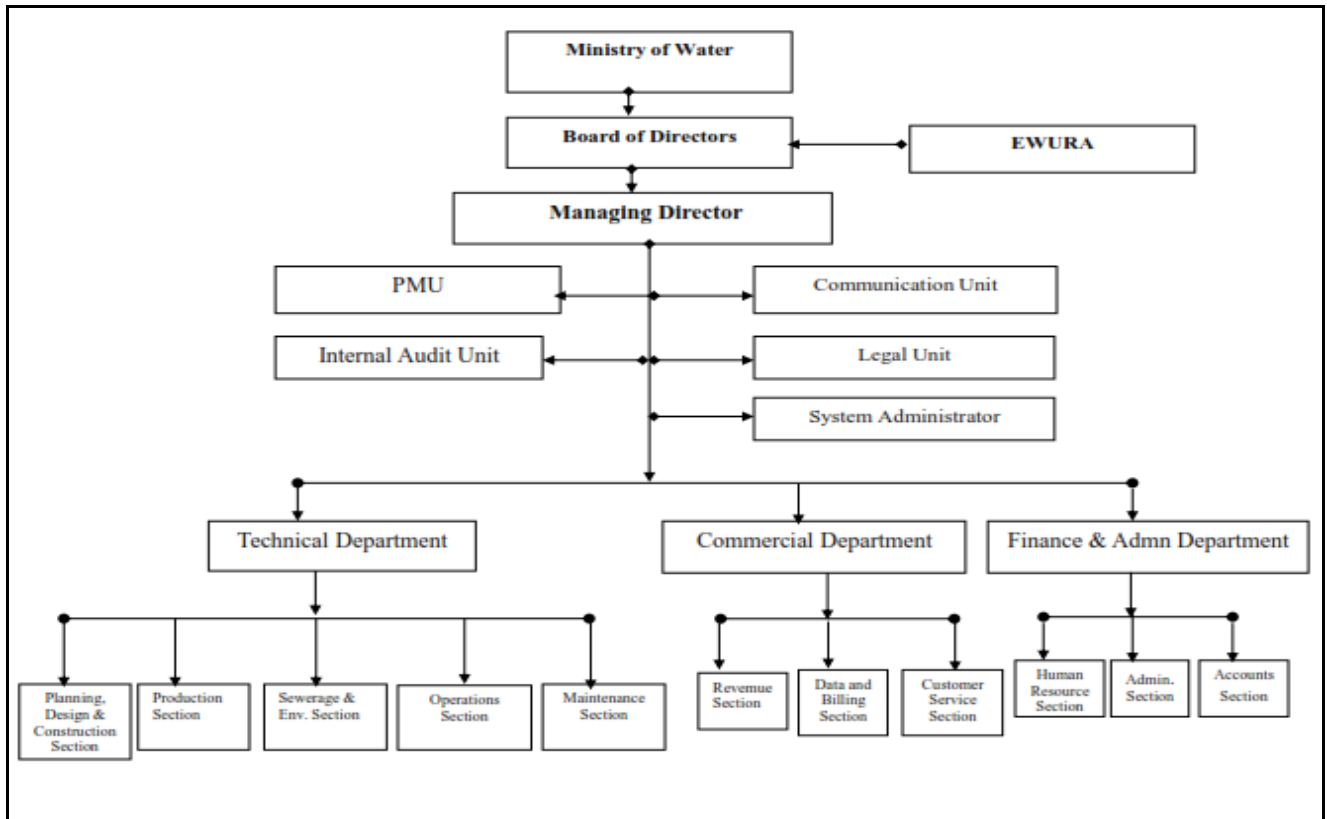 Ministry of Water
Board of Directors
EWURA
Managing Director
PMU
Communication Unit
Internal Audit Unit
Legal Unit
System Administrator
Technical Department
Commercial Department
Finance & Admn Department
Planning,
Design &
Construction
Section
Production
Section
Sewerage &
Env. Section
Operations
Section
Maintenance
Section
Revenue
Section
Data and
Billing
Section
Customer
Service
Section
Human
Resource
Section
Admin.
Section
Accounts
Section